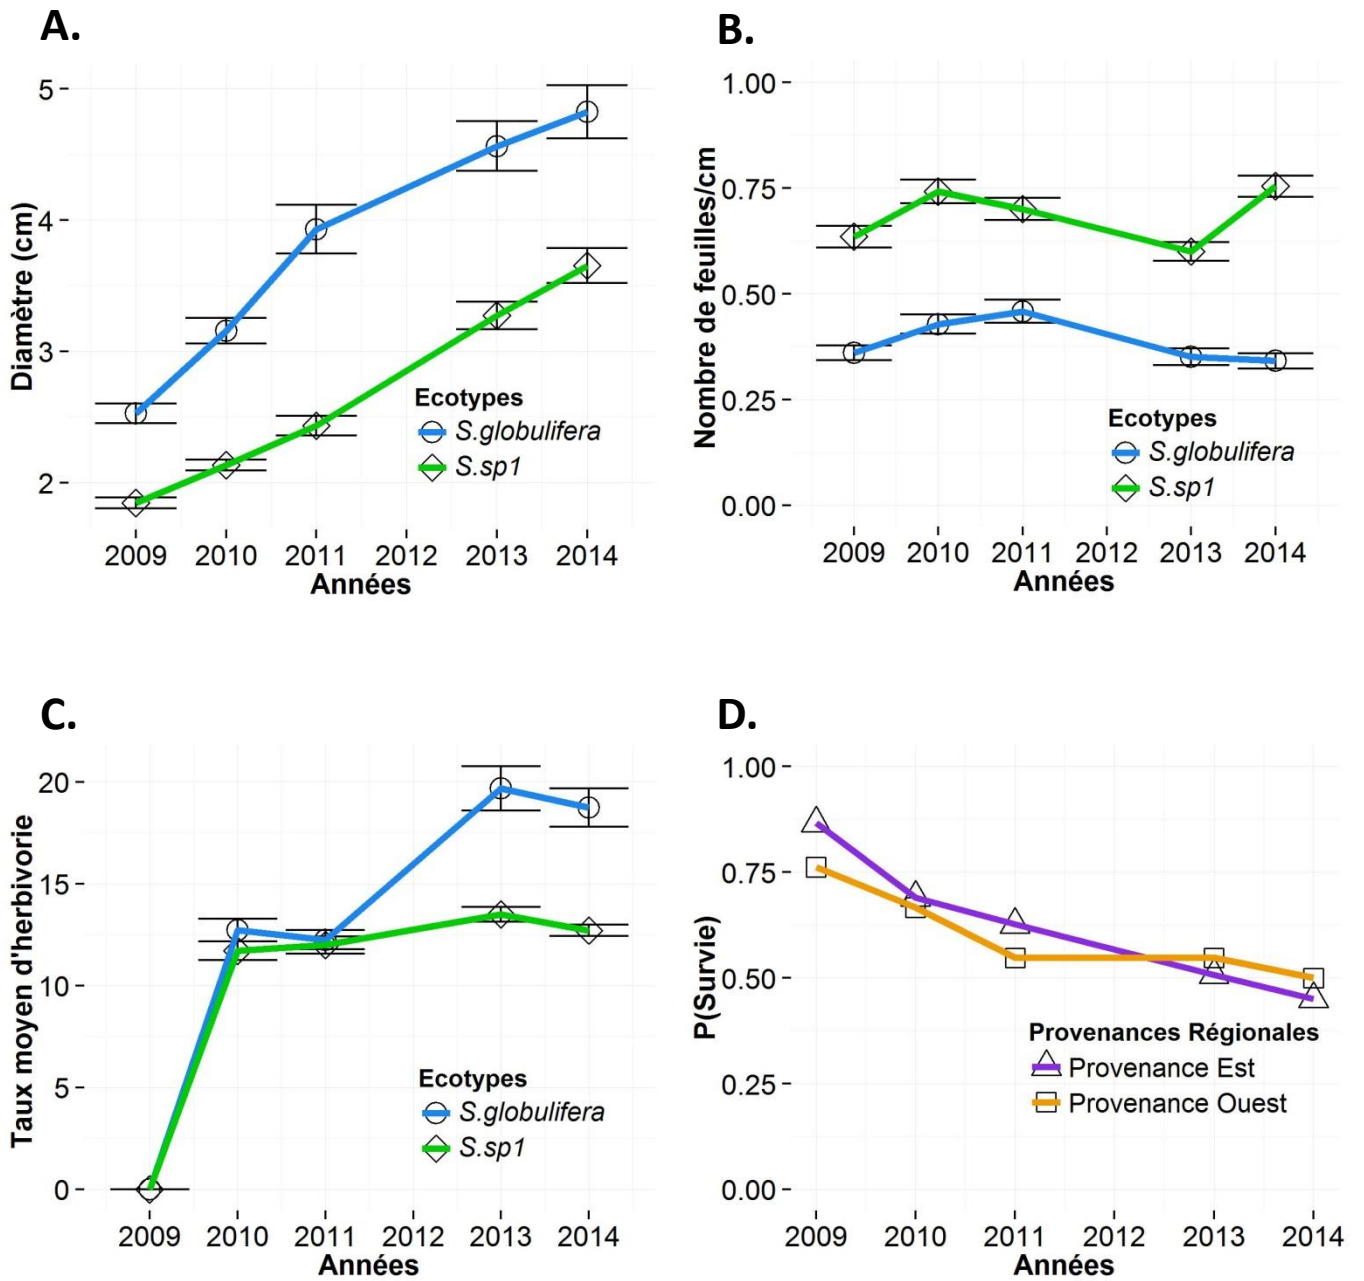 A.
Diamètre (cm)
5
4
3
2
Ecotypes
S.globulifera
S.sp1
2009 2010 2011 2012 2013 2014
Années
B.
Nombre de feuilles/cm
1.00
0.75
0.50
0.25
0.00
Ecotypes
S.globulifera
S.sp1
2009 2010 2011 2012 2013 2014
Années
C.
Taux moyen d'herbivorie
20
15
10
5
0
Ecotypes
S.globulifera
S.sp1
2009 2010 2011 2012 2013 2014
Années
D.
P(Survie)
1.00
0.75
0.50
0.25
0.00
Provenances Régionales
Provenance Est
Provenance Ouest
2009 2010 2011 2012 2013 2014
Années